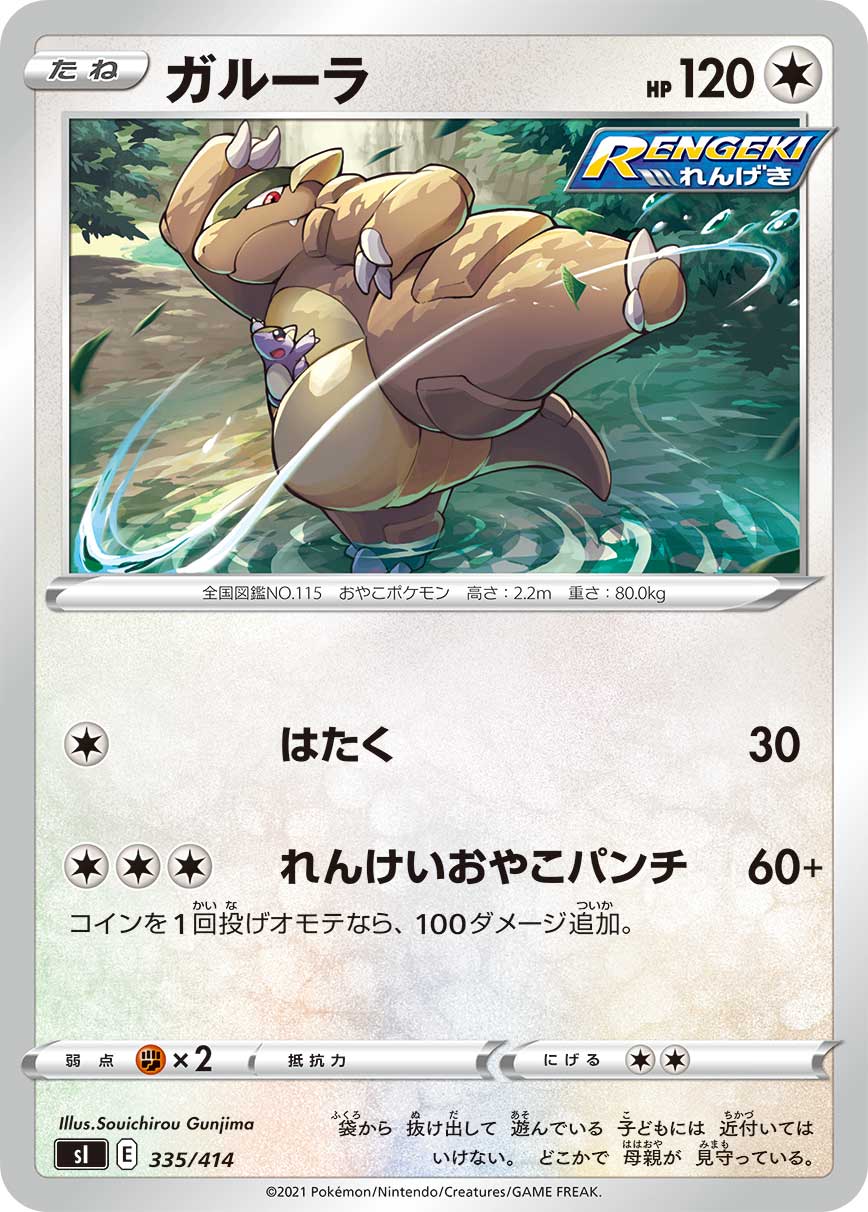 たね ガルーラ HP 120
RENGEKI
れんげき
全国図鑑NO.115 おやこポケモン 高さ：2.2m 重さ：80.0kg
はたく 30
れんけいおやこパンチ 60+
コインを1回投げオモテなら、100ダメージ追加。
弱点 ×2 抵抗力 にげる
Illus.Souichirou Gunjima
袋から 抜け出して 遊んでいる 子どもには 近付いては
いけない。 どこかで 母親が 見守っている。
sI E 335/414
©2021 Pokémon/Nintendo/Creatures/GAME FREAK.